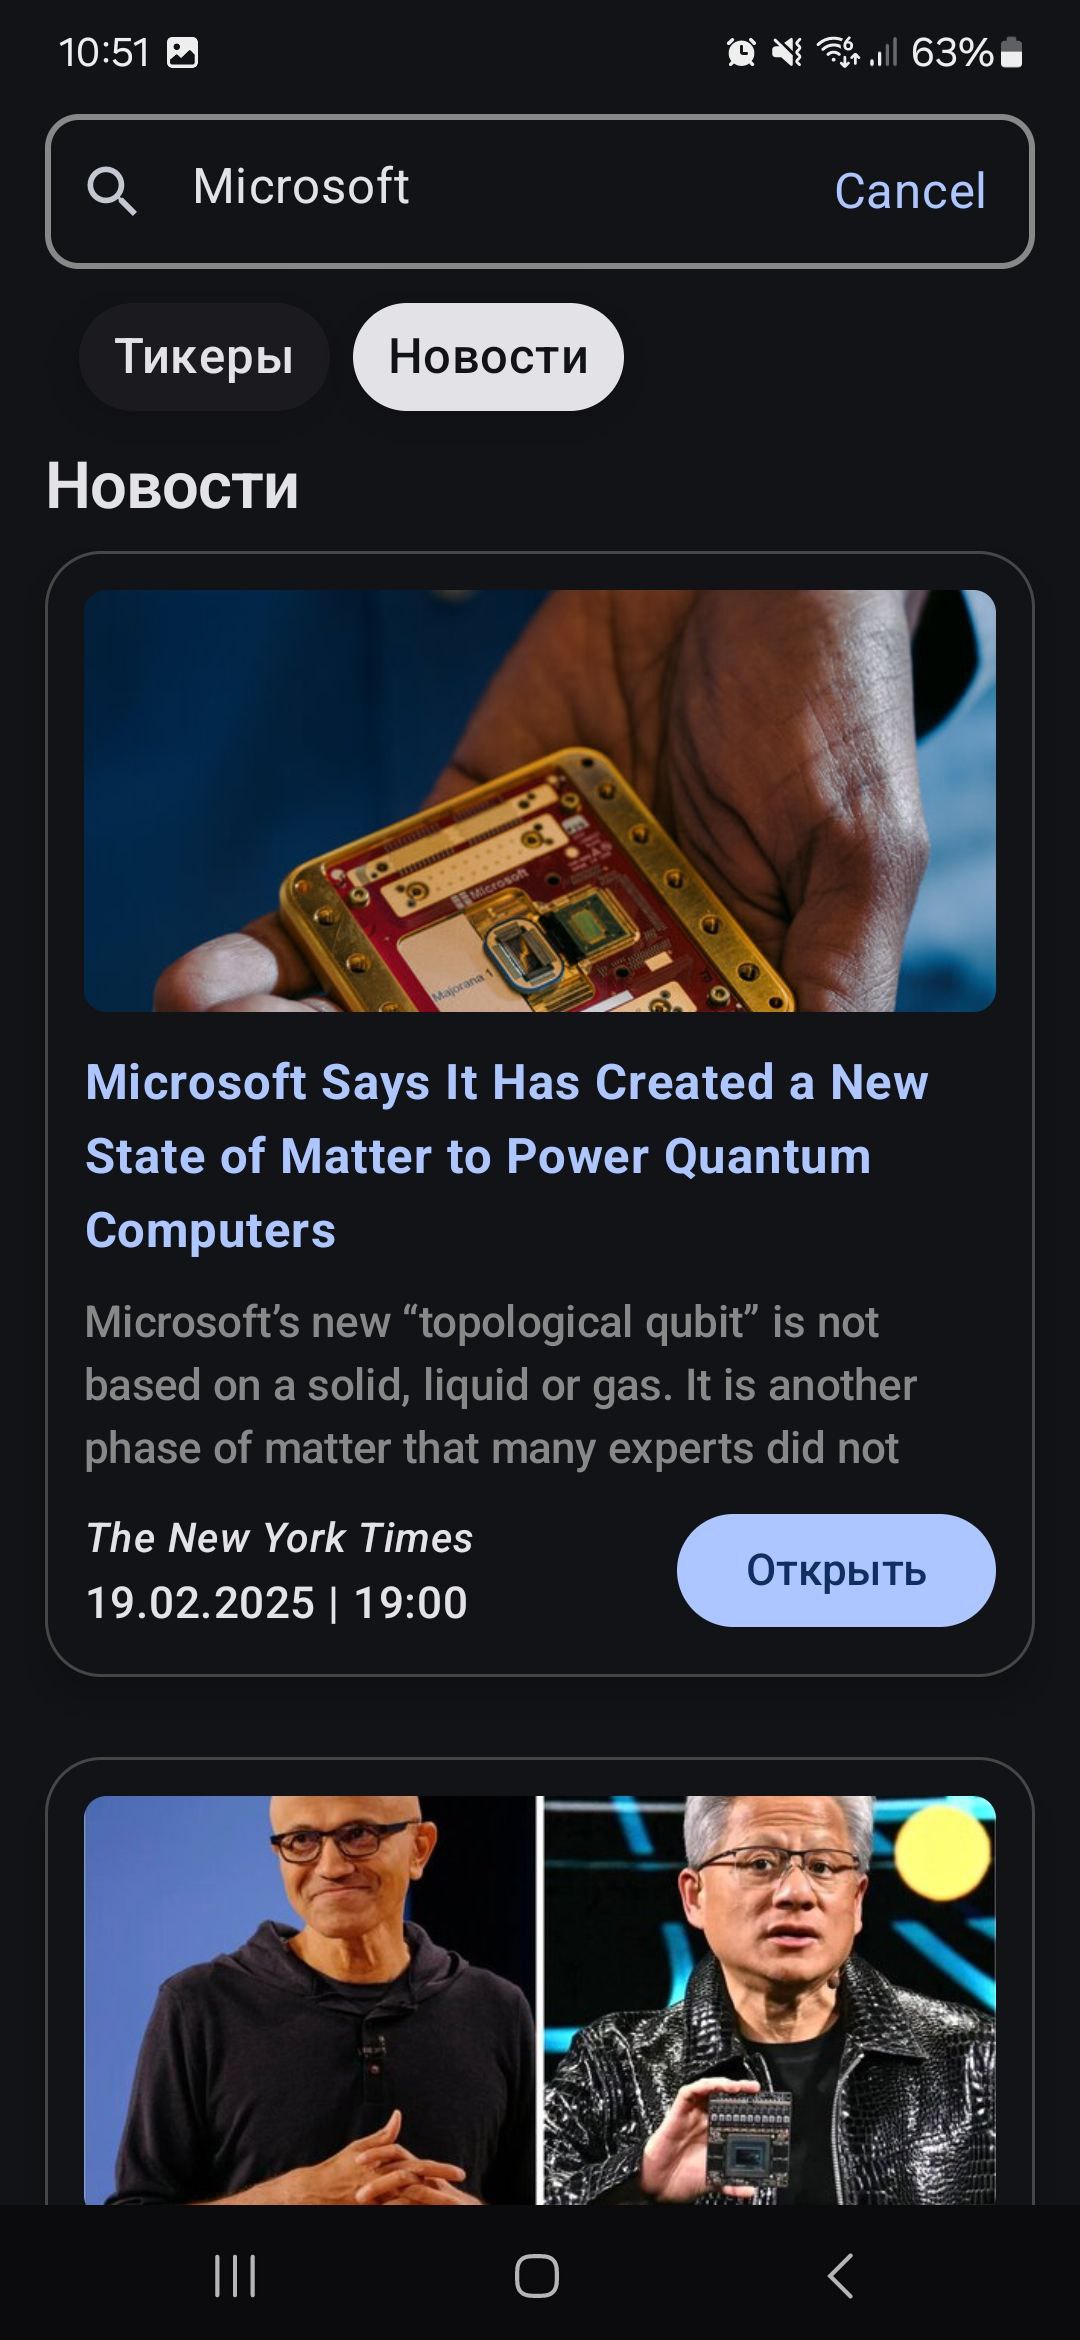 10:51 6 63%
Microsoft Cancel
Тикеры Новости
Новости
Microsoft
Majorana 1
Microsoft Says It Has Created a New
State of Matter to Power Quantum
Computers
Microsoft’s new “topological qubit” is not
based on a solid, liquid or gas. It is another
phase of matter that many experts did not
The New York Times
19.02.2025 | 19:00
Открыть